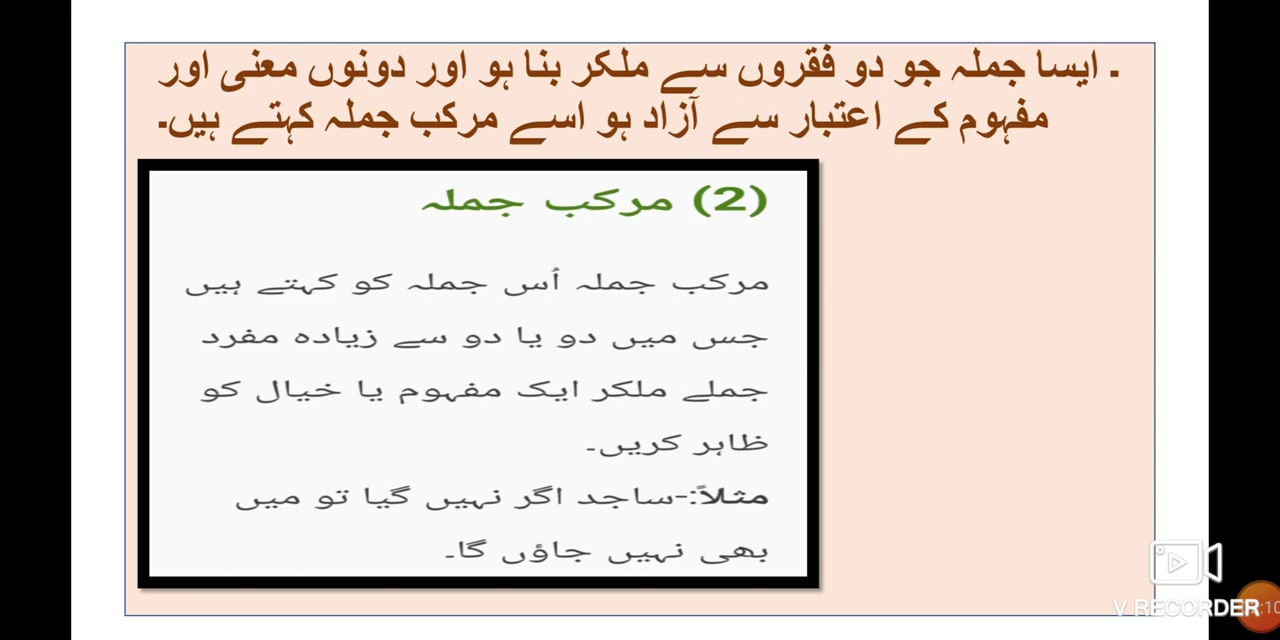 ۔ ایسا جملہ جو دو فقروں سے ملکر بنا ہو اور دونوں معنی اور
مفہوم کے اعتبار سے آزاد ہو اسے مرکب جملہ کہتے ہیں۔
(2) مرکب جملہ
مرکب جملہ اُس جملہ کو کہتے ہیں
جس میں دو یا دو سے زیادہ مفرد
جملے ملکر ایک مفہوم یا خیال کو
ظاہر کریں۔
مثلاً:-ساجد اگر نہیں گیا تو میں
بھی نہیں جاؤں گا۔
V RECORDER